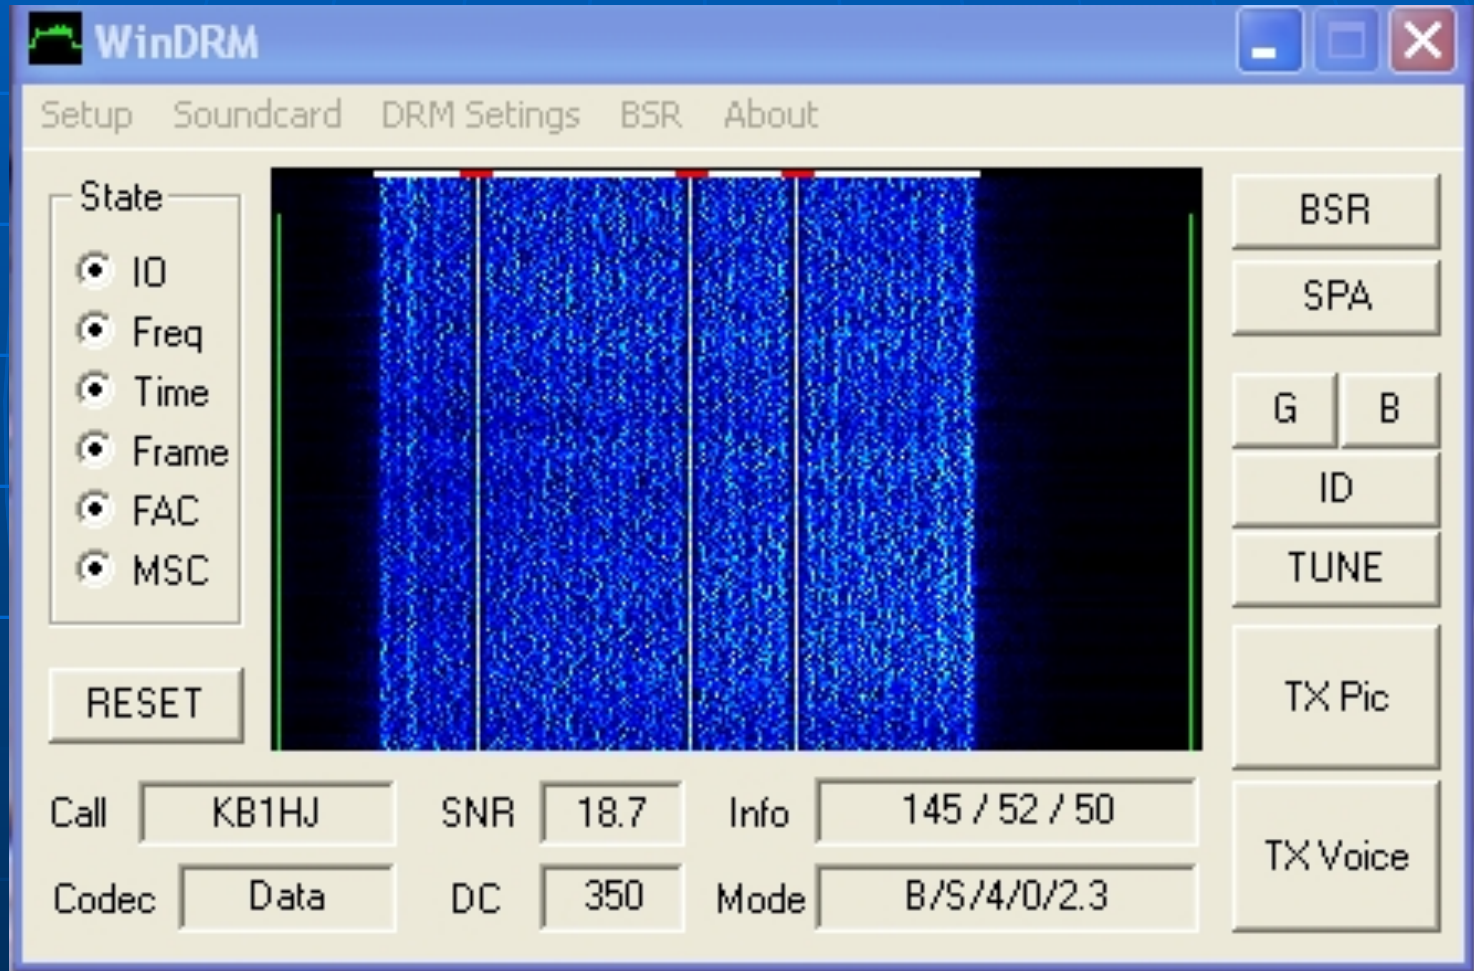 WinDRM
Setup Soundcard DRM Setings BSR About
State
IO
Freq
Time
Frame
FAC
MSC
RESET
BSR
SPA
G B
ID
TUNE
TX Pic
TX Voice
Call KB1HJ SNR 18.7 Info 145 / 52 / 50
Codec Data DC 350 Mode B/S/4/0/2.3